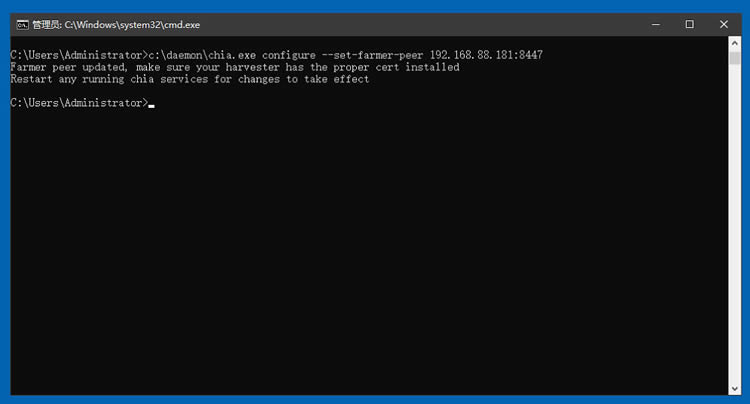 管理员: C:\Windows\system32\cmd.exe
C:\Users\Administrator>c:\daemon\chia.exe configure --set-farmer-peer 192.168.88.181:8447
Farmer peer updated, make sure your harvester has the proper cert installed
Restart any running chia services for changes to take effect
C:\Users\Administrator>